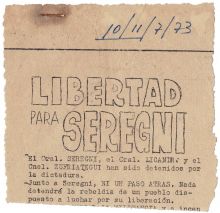 10/11/7/73
LIBERTAD
PARA SEREGNI
El Gral. SEREGNI, el Gral. LICANDRO y el
Cnel. ZUFRIATEGUI han sido detenidos por
la dictadura.
-Junto a Seregni, NI UN PASO ATRAS. Nada
detendrá la rebeldía de un pueblo dis-
puesto a luchar por su liberación.